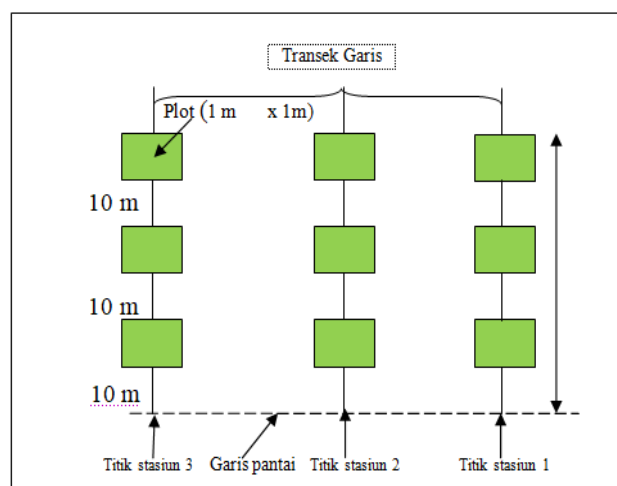 Transek Garis
Plot (1 m x 1m)
10 m
10 m
10 m
Titik stasiun 3 Garis pantai Titik stasiun 2 Titik stasiun 1